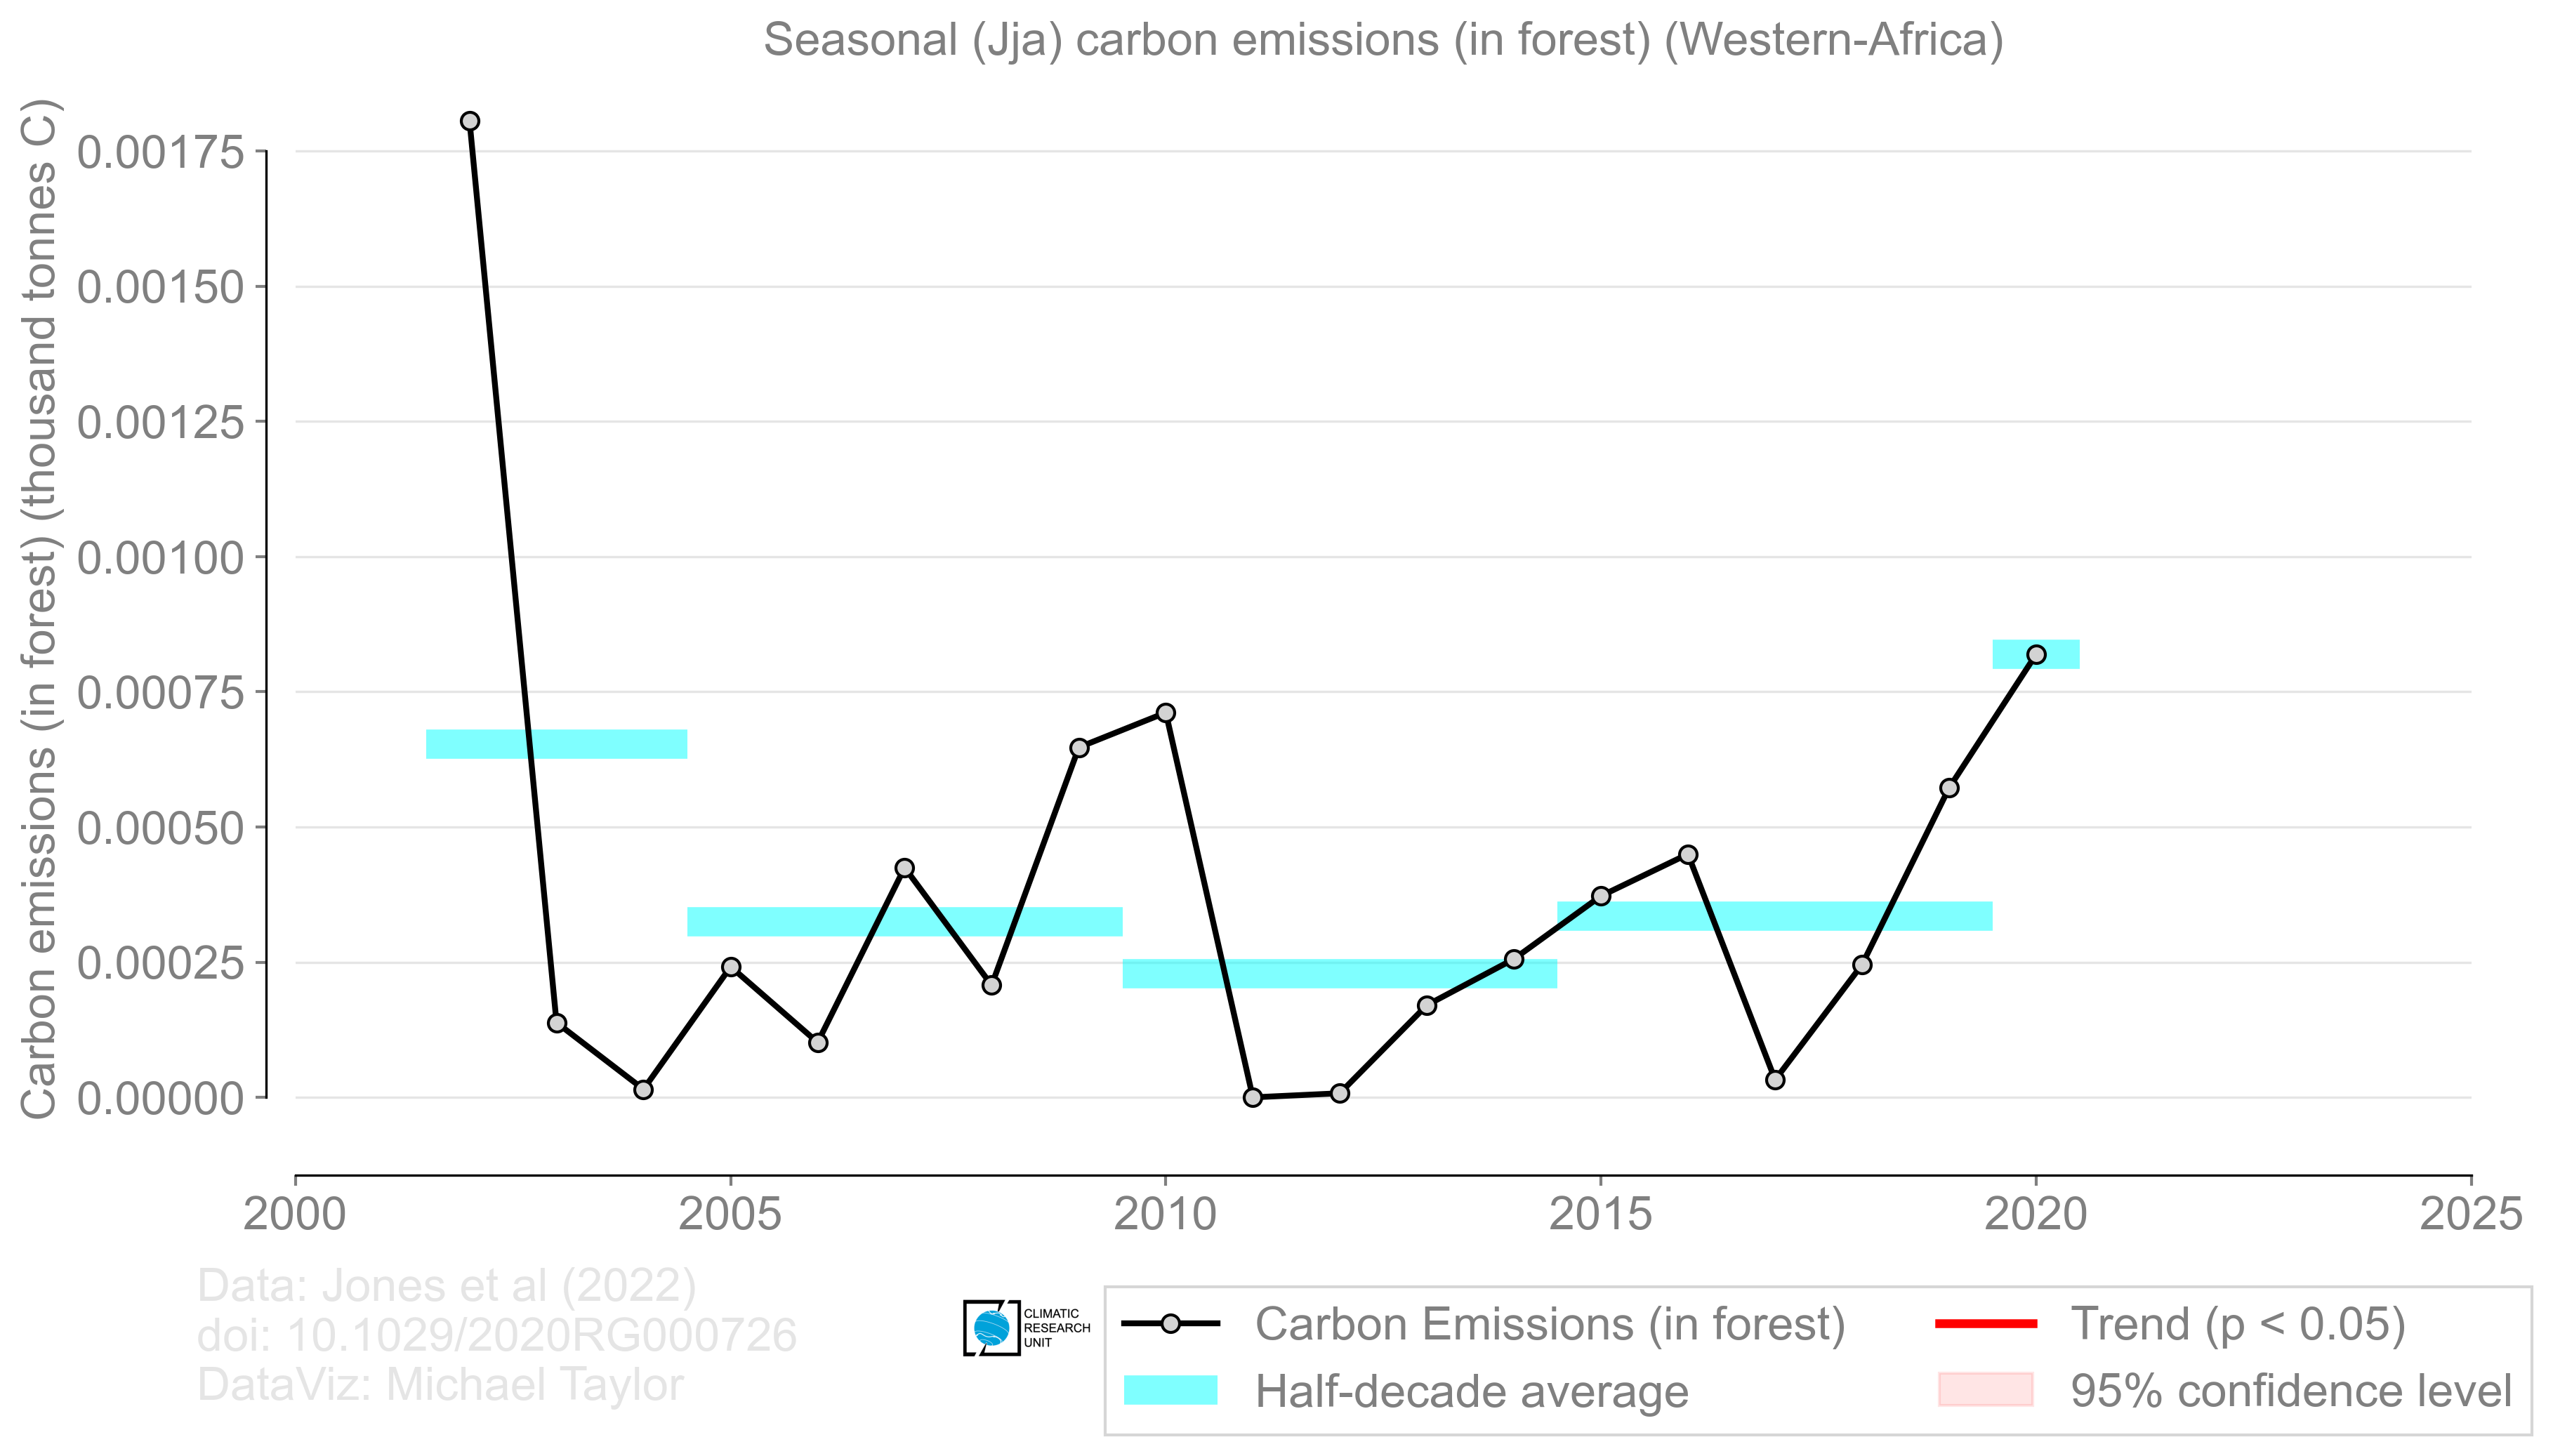 Seasonal (Jja) carbon emissions (in forest) (Western-Africa)
Carbon emissions (in forest) (thousand tonnes C)
0.00175
0.00150
0.00125
0.00100
0.00075
0.00050
0.00025
0.00000
2000 2005 2010 2015 2020 2025
Data: Jones et al (2022)
doi: 10.1029/2020RG000726
DataViz: Michael Taylor
CLIMATIC
RESEARCH
UNIT
Carbon Emissions (in forest)
Half-decade average
Trend (p < 0.05)
95% confidence level